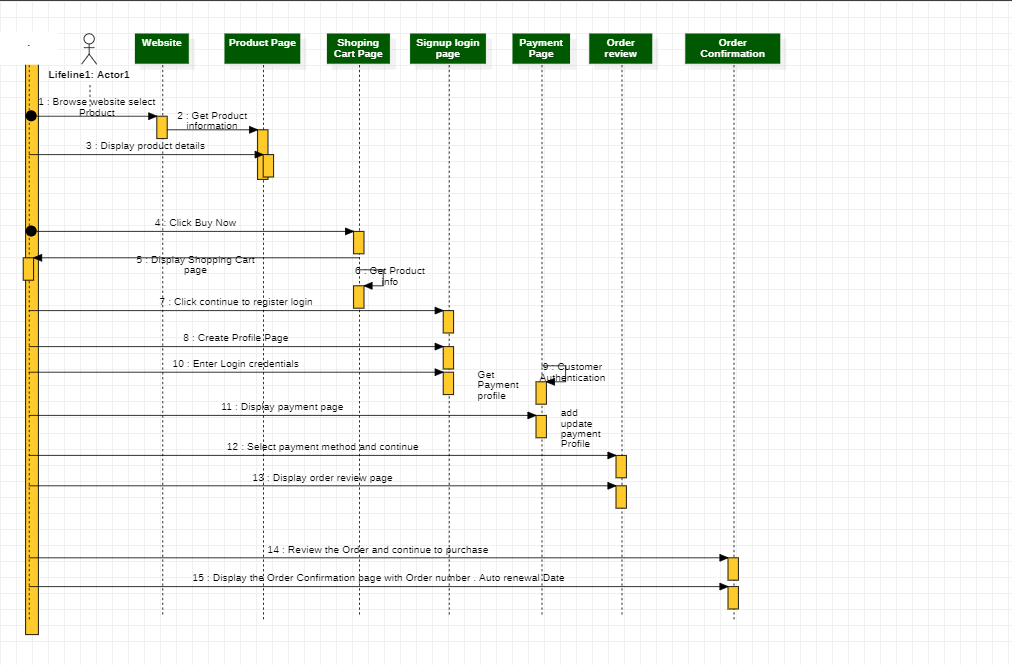 Website
Product Page
Shoping
Cart Page
Signup login
page
Payment
Page
Order
review
Order
Confirmation
Lifeline1: Actor1
1 : Browse website select
Product
2 : Get Product
information
3 : Display product details
4 : Click Buy Now
5 : Display Shopping Cart
page
6 : Get Product
Info
7 : Click continue to register login
8 : Create Profile Page
10 : Enter Login credentials
9 : Customer
Authentication
Get
Payment
profile
11 : Display payment page
add
update
payment
Profile
12 : Select payment method and continue
13 : Display order review page
14 : Review the Order and continue to purchase
15 : Display the Order Confirmation page with Order number . Auto renewal Date